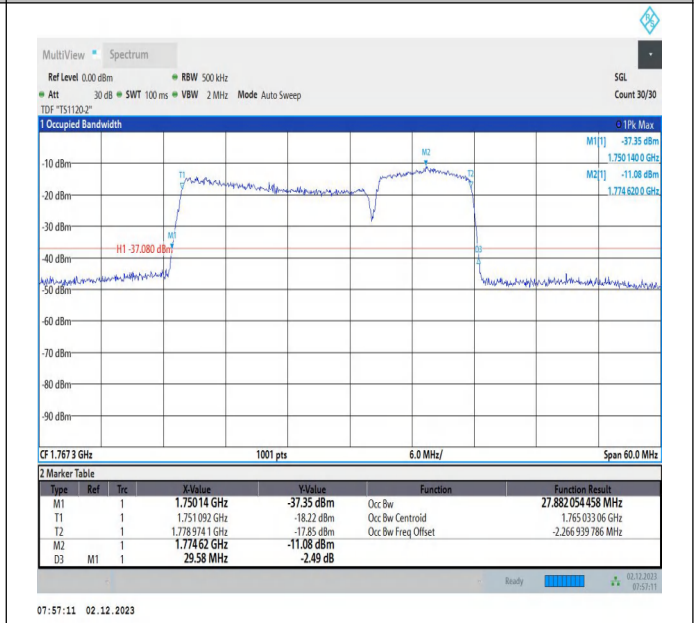 MultiView Spectrum
Ref Level 0.00 dBm RBW 500 kHz SGL
Att 30 dB SWT 100 ms VBW 2 MHz Mode Auto Sweep Count 30/30
TDF "TS1120-2"
1 Occupied Bandwidth 1Pk Max
M1[1] -37.35 dBm
1.750 140 0 GHz
M2[1] -11.08 dBm
1.774 620 0 GHz
M2
-10 dBm
T1 T2
-20 dBm
-30 dBm
M1
H1 -37.080 dBm
D3
-40 dBm
-50 dBm
-60 dBm
-70 dBm
-80 dBm
-90 dBm
CF 1.767 3 GHz 1001 pts 6.0 MHz/ Span 60.0 MHz
2 Marker Table
Type Ref Trc X-Value Y-Value Function Function Result
M1 1 1.750 14 GHz -37.35 dBm Occ Bw 27.882 054 458 MHz
T1 1 1.751 092 GHz -18.22 dBm Occ Bw Centroid 1.765 033 06 GHz
T2 1 1.778 974 1 GHz -17.85 dBm Occ Bw Freq Offset -2.266 939 786 MHz
M2 1 1.774 62 GHz -11.08 dBm
D3 M1 1 29.58 MHz -2.49 dB
Ready 02.12.2023
07:57:11
07:57:11 02.12.2023